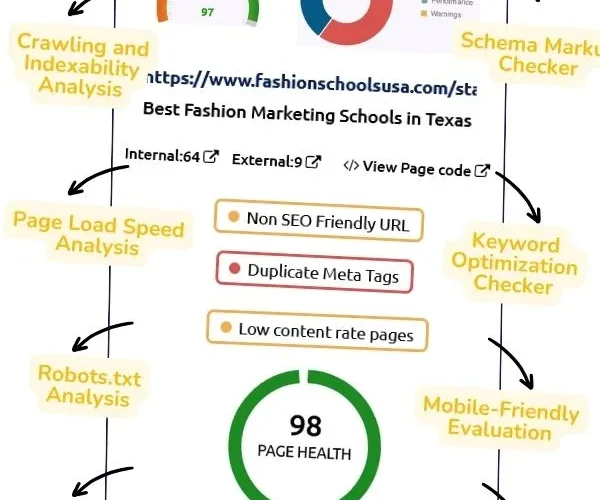 97
Performance
Warnings
Crawling and
Indexability
Analysis
Schema
Checker
https://www.fashionschoolsusa.com/sta
Best Fashion Marketing Schools in Texas
Internal:64 External:9 </> View Page code
Page Load Speed
Analysis
Non SEO Friendly URL
Duplicate Meta Tags
Low content rate pages
Keyword
Optimization
Checker
Robots.txt
Analysis
98
PAGE HEALTH
Mobile-Friendly
Evaluation